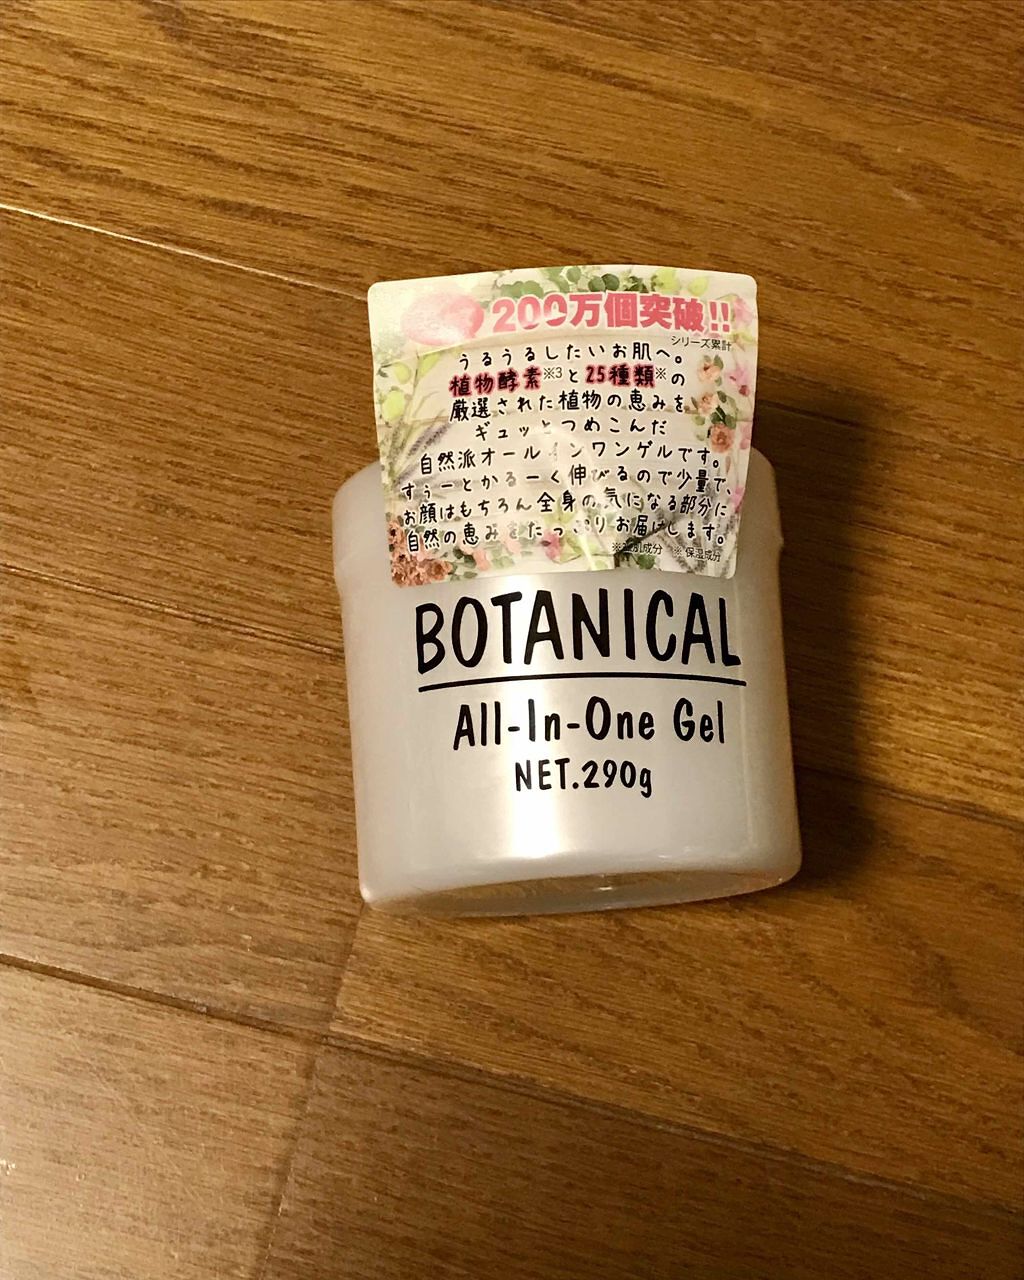 200万個突破!!
シリーズ累計
うるうるしたいお肌へ。
植物酵素※3と25種類※の
厳選された植物の恵みを
ギュッとつめこんだ
自然派オールインワンゲルです。
すぅーとかるーく伸びるので少量で、
お顔はもちろん全身の気になる部分に
自然の恵みをたっぷりお届けします。
※ 保湿成分
BOTANICAL
All-In-One Gel
NET.290g